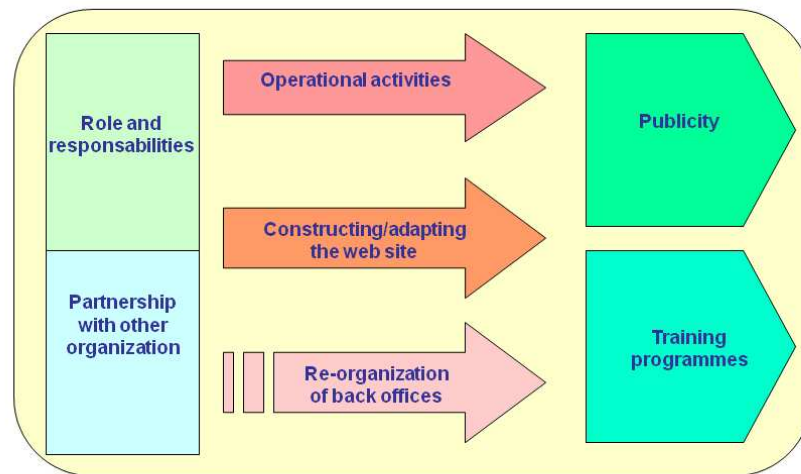 Role and
responsabilities
Partnership
with other
organization
Operational activities
Constructing/adapting
the web site
Re-organization
of back offices
Publicity
Training
programmes